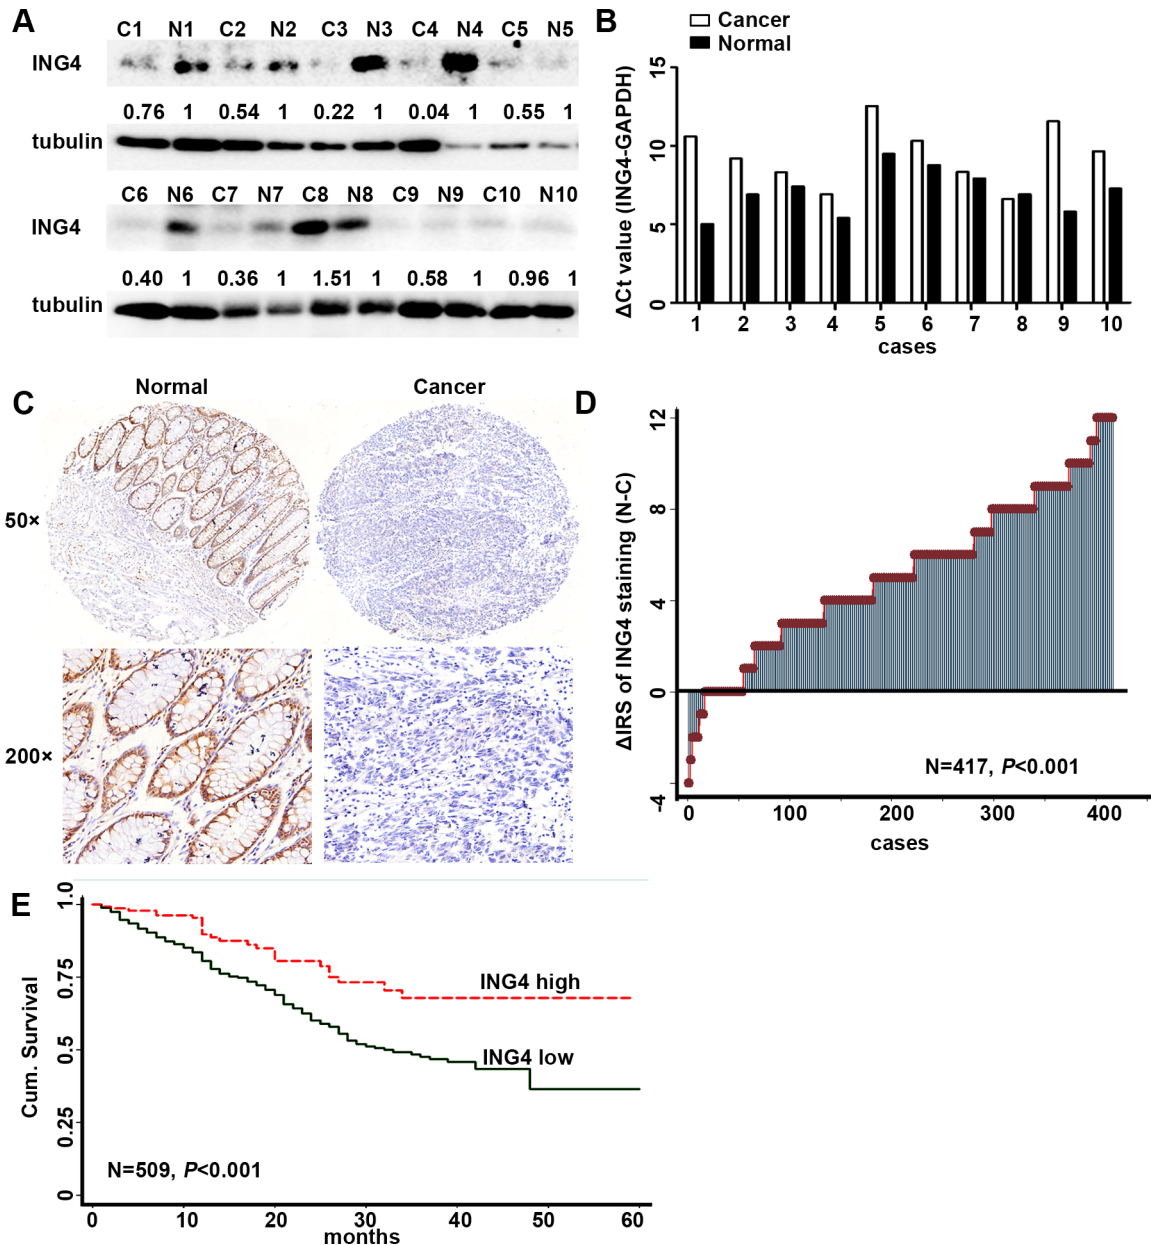 A
C1 N1 C2 N2 C3 N3 C4 N4 C5 N5
ING4
0.76 1 0.54 1 0.22 1 0.04 1 0.55 1
tubulin
C6 N6 C7 N7 C8 N8 C9 N9 C10 N10
ING4
0.40 1 0.36 1 1.51 1 0.58 1 0.96 1
tubulin
B
Cancer
Normal
ΔCt value (ING4-GAPDH)
15
10
5
0
1 2 3 4 5 6 7 8 9 10
cases
C
Normal Cancer
50×
200×
D
ΔIRS of ING4 staining (N-C)
12
8
4
0
-4
N=417, P<0.001
0 100 200 300 400
cases
E
Cum. Survival
1.0
0.75
0.5
0.25
0
ING4 high
ING4 low
N=509, P<0.001
0 10 20 30 40 50 60
months